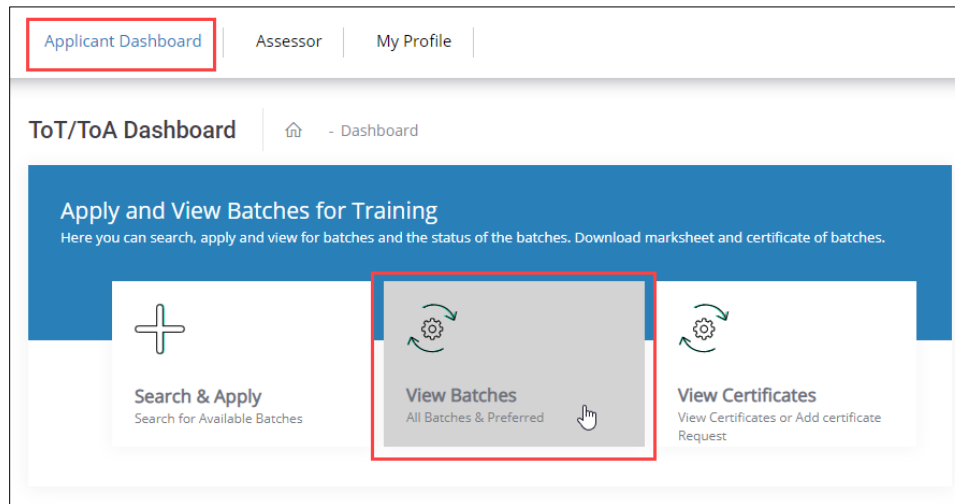 Applicant Dashboard
Assessor
My Profile
ToT/ToA Dashboard
- Dashboard
Apply and View Batches for Training
Here you can search, apply and view for batches and the status of the batches. Download marksheet and certificate of batches.
Search & Apply
Search for Available Batches
View Batches
All Batches & Preferred
View Certificates
View Certificates or Add certificate
Request